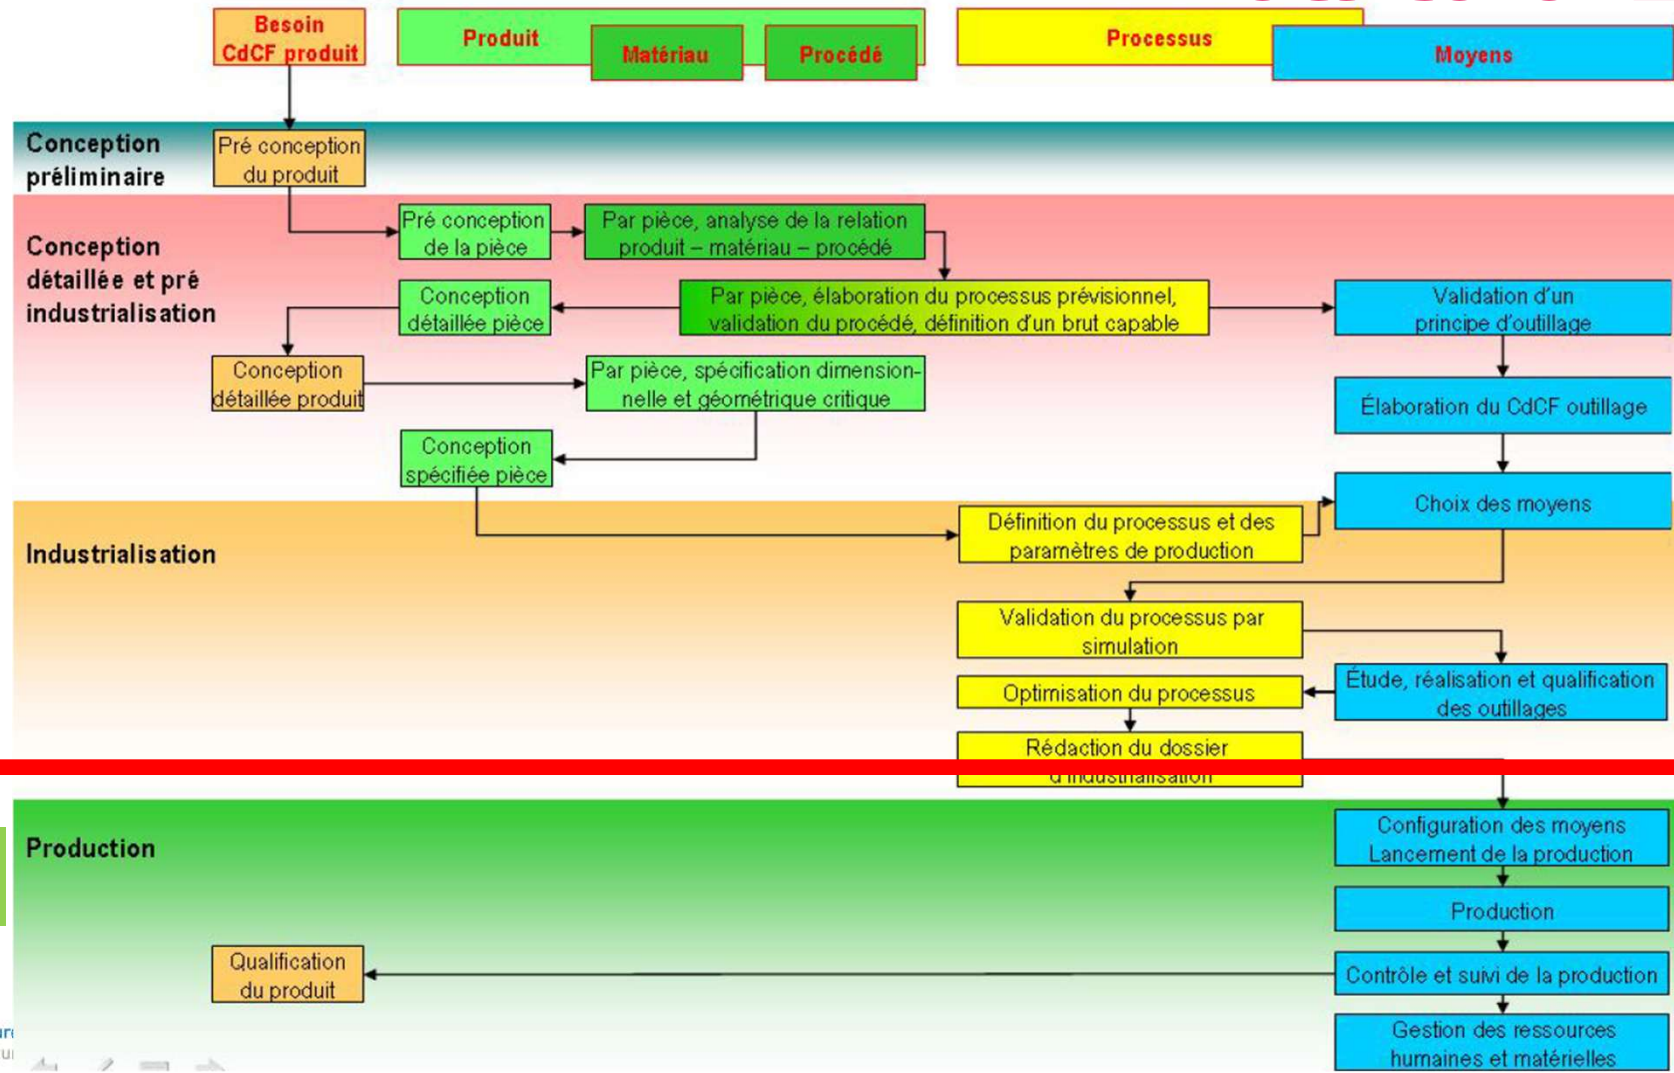 Besoin
CdCF produit
Produit
Matériau
Procédé
Processus
Moyens
Conception
préliminaire
Pré conception
du produit
Conception
détaillée et pré
industrialisation
Pré conception
de la pièce
Par pièce, analyse de la relation
produit – matériau – procédé
Conception
détaillée pièce
Par pièce, élaboration du processus prévisionnel,
validation du procédé, définition d'un brut capable
Validation d'un
principe d'outillage
Conception
détaillée produit
Par pièce, spécification dimension-
nelle et géométrique critique
Élaboration du CdCF outillage
Conception
spécifiée pièce
Choix des moyens
Industrialisation
Définition du processus et des
paramètres de production
Validation du processus par
simulation
Étude, réalisation et qualification
des outillages
Optimisation du processus
Rédaction du dossier
d'industrialisation
Production
Configuration des moyens
Lancement de la production
Production
Qualification
du produit
Contrôle et suivi de la production
Gestion des ressources
humaines et matérielles